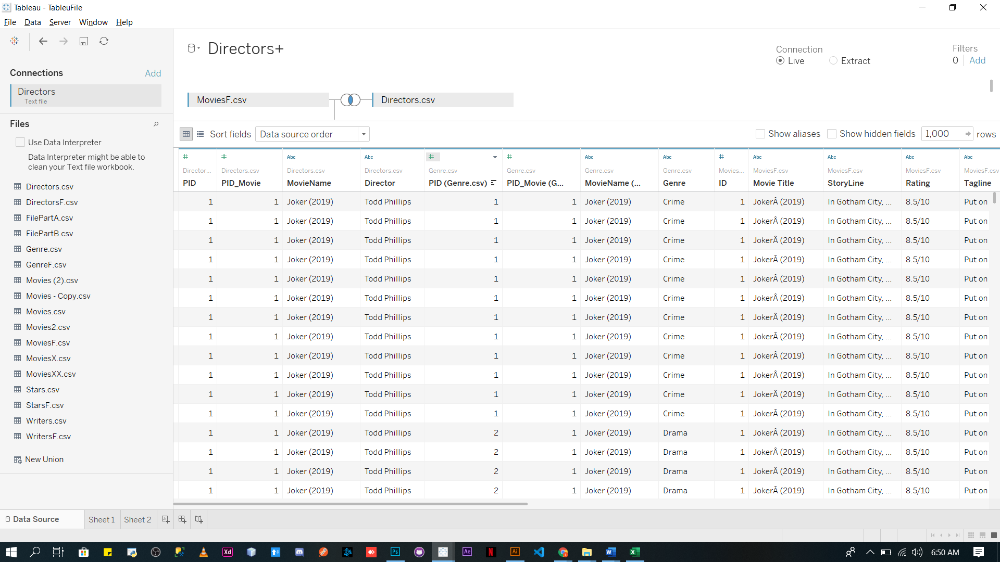 Tableau - TableuFile
File Data Server Window Help
Directors+
Connection
Live Extract
Filters
0 Add
Connections Add
Directors
Text file
MoviesF.csv Directors.csv
Files
Use Data Interpreter
Data Interpreter might be able to
clean your Text file workbook.
Directors.csv
DirectorsF.csv
FilePartA.csv
FilePartB.csv
Genre.csv
GenreF.csv
Movies (2).csv
Movies - Copy.csv
Movies.csv
Movies2.csv
MoviesF.csv
MoviesX.csv
MoviesXX.csv
Stars.csv
StarsF.csv
Writers.csv
WritersF.csv
New Union
Sort fields Data source order Show aliases Show hidden fields 1,000 rows
# # Abc Abc # # Abc Abc # Abc Abc Abc Abc
Director... Directors.csv Directors.csv Directors.csv Genre.csv Genre.csv Genre.csv Genre.csv Movies... MoviesF.csv MoviesF.csv MoviesF.csv MoviesF.csv
PID PID_Movie MovieName Director PID (Genre.csv) PID_Movie (G... MovieName (... Genre ID Movie Title StoryLine Rating Tagline
1 1 Joker (2019) Todd Phillips 1 1 Joker (2019) Crime 1 JokerÂ (2019) In Gotham City, ... 8.5/10 Put on
1 1 Joker (2019) Todd Phillips 1 1 Joker (2019) Crime 1 JokerÂ (2019) In Gotham City, ... 8.5/10 Put on
1 1 Joker (2019) Todd Phillips 1 1 Joker (2019) Crime 1 JokerÂ (2019) In Gotham City, ... 8.5/10 Put on
1 1 Joker (2019) Todd Phillips 1 1 Joker (2019) Crime 1 JokerÂ (2019) In Gotham City, ... 8.5/10 Put on
1 1 Joker (2019) Todd Phillips 1 1 Joker (2019) Crime 1 JokerÂ (2019) In Gotham City, ... 8.5/10 Put on
1 1 Joker (2019) Todd Phillips 1 1 Joker (2019) Crime 1 JokerÂ (2019) In Gotham City, ... 8.5/10 Put on
1 1 Joker (2019) Todd Phillips 1 1 Joker (2019) Crime 1 JokerÂ (2019) In Gotham City, ... 8.5/10 Put on
1 1 Joker (2019) Todd Phillips 1 1 Joker (2019) Crime 1 JokerÂ (2019) In Gotham City, ... 8.5/10 Put on
1 1 Joker (2019) Todd Phillips 1 1 Joker (2019) Crime 1 JokerÂ (2019) In Gotham City, ... 8.5/10 Put on
1 1 Joker (2019) Todd Phillips 1 1 Joker (2019) Crime 1 JokerÂ (2019) In Gotham City, ... 8.5/10 Put on
1 1 Joker (2019) Todd Phillips 1 1 Joker (2019) Crime 1 JokerÂ (2019) In Gotham City, ... 8.5/10 Put on
1 1 Joker (2019) Todd Phillips 1 1 Joker (2019) Crime 1 JokerÂ (2019) In Gotham City, ... 8.5/10 Put on
1 1 Joker (2019) Todd Phillips 2 1 Joker (2019) Drama 1 JokerÂ (2019) In Gotham City, ... 8.5/10 Put on
1 1 Joker (2019) Todd Phillips 2 1 Joker (2019) Drama 1 JokerÂ (2019) In Gotham City, ... 8.5/10 Put on
1 1 Joker (2019) Todd Phillips 2 1 Joker (2019) Drama 1 JokerÂ (2019) In Gotham City, ... 8.5/10 Put on
1 1 Joker (2019) Todd Phillips 2 1 Joker (2019) Drama 1 JokerÂ (2019) In Gotham City, ... 8.5/10 Put on
Data Source Sheet 1 Sheet 2
Xd Ps Ae N Ai W X 6:50 AM